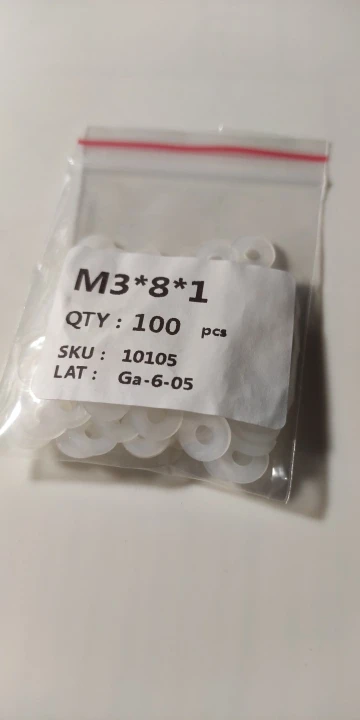 M3*8*1
QTY : 100 pcs
SKU : 10105
LAT : Ga-6-05